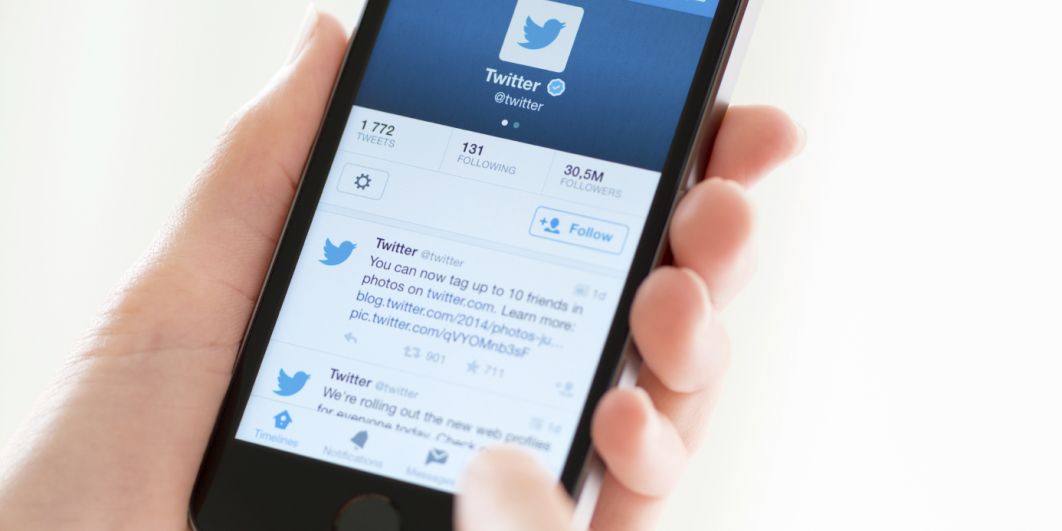 Twitter
@twitter
1 772
TWEETS
131
FOLLOWING
30,5M
FOLLOWERS
Follow
Twitter @twitter
1d
You can now tag up to 10 friends in
photos on twitter.com. Learn more:
blog.twitter.com/2014/photos-ju...
pic.twitter.com/qVYOMnb3sF
901
711
Twitter @twitter
1d
We're rolling out the new web profiles
for everyone today. Check
Timelines
Notifications
Messages